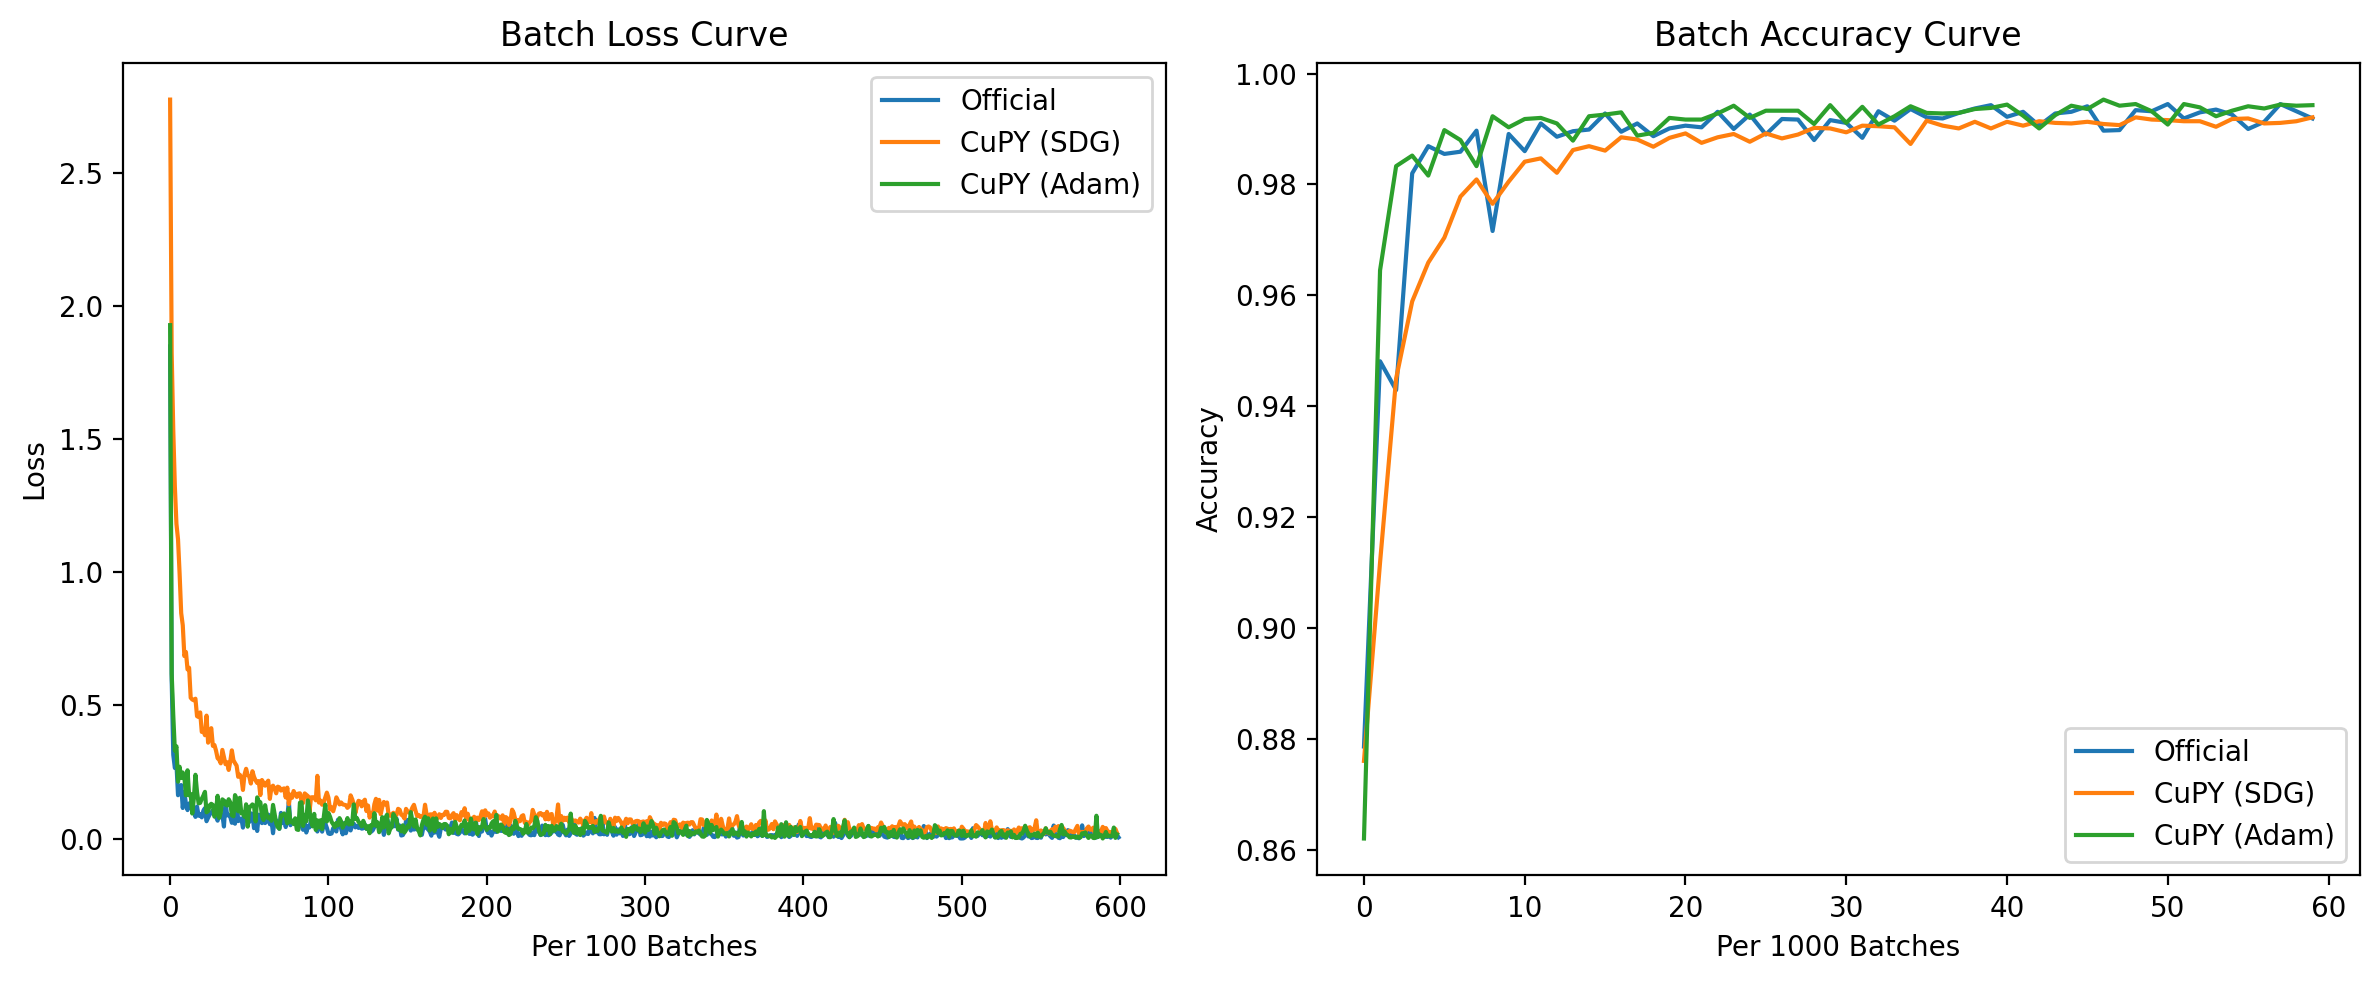 Batch Loss Curve
Official
CuPY (SDG)
CuPY (Adam)
2.5
2.0
1.5
1.0
0.5
0.0
Loss
0 100 200 300 400 500 600
Per 100 Batches
Batch Accuracy Curve
1.00
0.98
0.96
0.94
0.92
0.90
0.88
0.86
Accuracy
Official
CuPY (SDG)
CuPY (Adam)
0 10 20 30 40 50 60
Per 1000 Batches